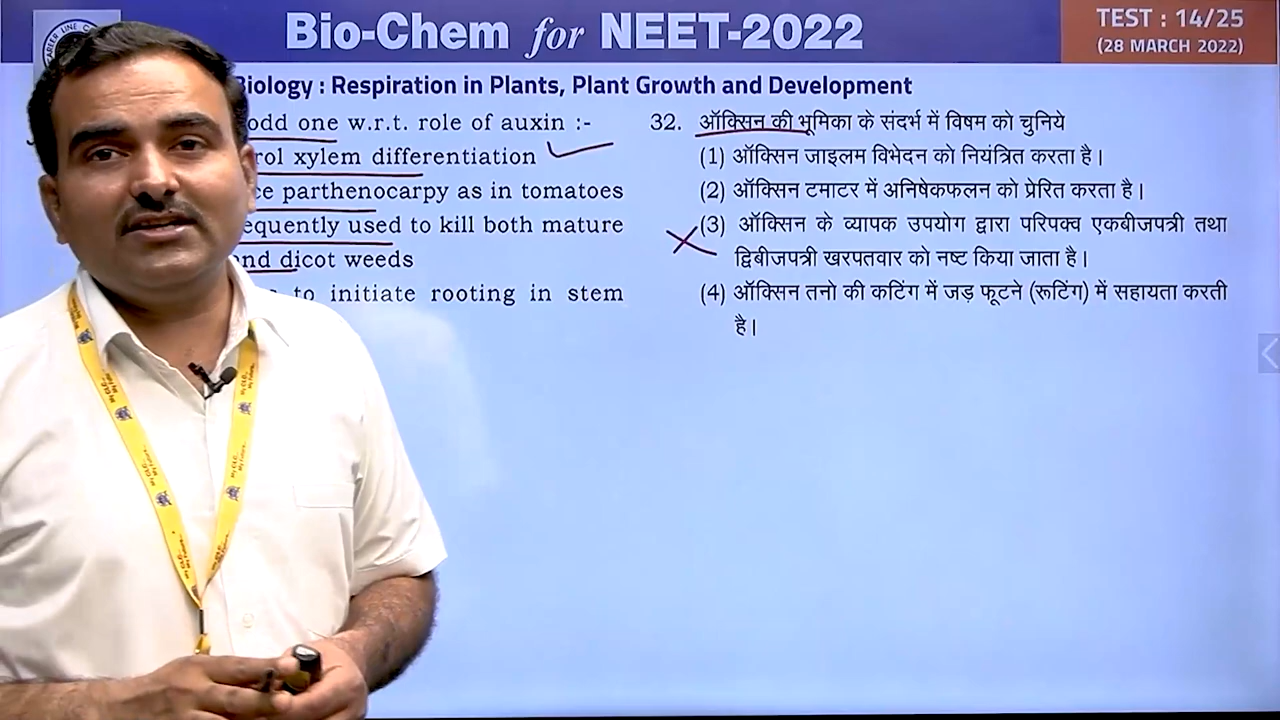 Bio-Chem for NEET-2022
TEST : 14/25
(28 MARCH 2022)
Biology : Respiration in Plants, Plant Growth and Development
odd one w.r.t. role of auxin :-
xylem differentiation
parthenocarpy as in tomatoes
used to kill both mature
dicot weeds
to initiate rooting in stem
32. ऑक्सिन की भूमिका के संदर्भ में विषम को चुनिये
(1) ऑक्सिन जाइलम विभेदन को नियंत्रित करता है।
(2) ऑक्सिन टमाटर में अनिषेकफलन को प्रेरित करता है।
(3) ऑक्सिन के व्यापक उपयोग द्वारा परिपक्व एकबीजपत्री तथा
द्विबीजपत्री खरपतवार को नष्ट किया जाता है।
(4) ऑक्सिन तनो की कटिंग में जड़ फूटने (रूटिंग) में सहायता करती
है।